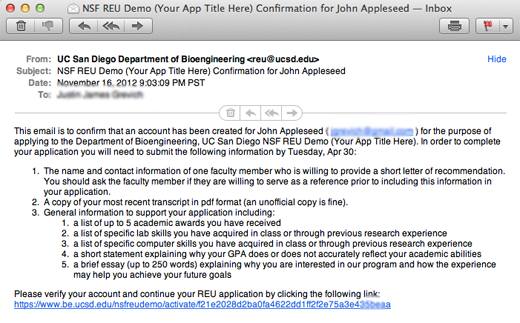 NSF REU Demo (Your App Title Here) Confirmation for John Appleseed — Inbox
From: UC San Diego Department of Bioengineering <reu@ucsd.edu>
Hide
Subject: NSF REU Demo (Your App Title Here) Confirmation for John Appleseed
Date: November 16, 2012 9:03:09 PM PST
To:
This email is to confirm that an account has been created for John Appleseed ( ) for the purpose of
applying to the Department of Bioengineering, UC San Diego NSF REU Demo (Your App Title Here). In order to complete
your application you will need to submit the following information by Tuesday, Apr 30:
1. The name and contact information of one faculty member who is willing to provide a short letter of recommendation.
You should ask the faculty member if they are willing to serve as a reference prior to including this information in
your application.
2. A copy of your most recent transcript in pdf format (an unofficial copy is fine).
3. General information to support your application including:
1. a list of up to 5 academic awards you have received
2. a list of specific lab skills you have acquired in class or through previous research experience
3. a list of specific computer skills you have acquired in class or through previous research experience
4. a short statement explaining why your GPA does or does not accurately reflect your academic abilities
5. a brief essay (up to 250 words) explaining why you are interested in our program and how the experience
may help you achieve your future goals
Please verify your account and continue your REU application by clicking the following link: